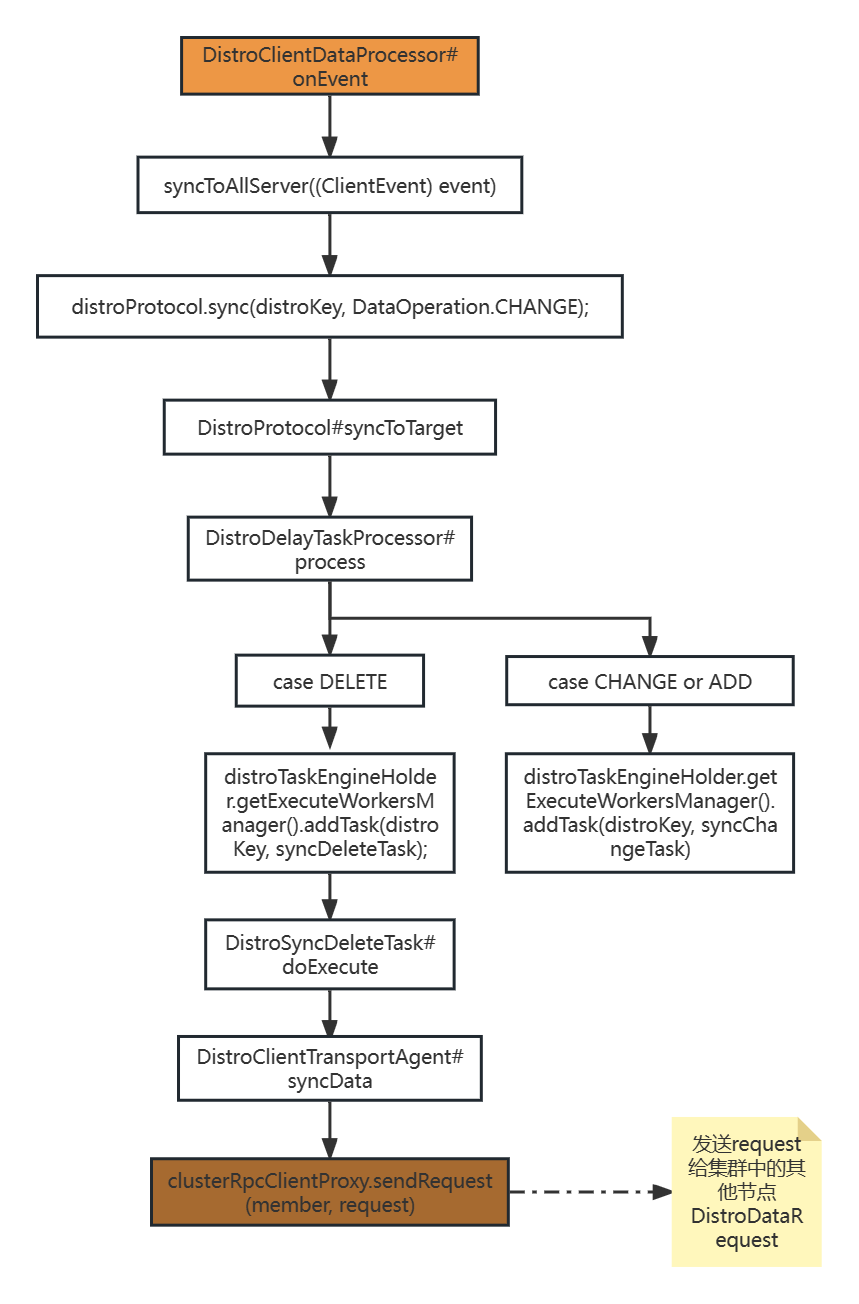 DistroClientDataProcessor#
onEvent
syncToAllServer((ClientEvent) event)
distroProtocol.sync(distroKey, DataOperation.CHANGE);
DistroProtocol#syncToTarget
DistroDelayTaskProcessor#
process
case DELETE
case CHANGE or ADD
distroTaskEngineHolde
r.getExecuteWorkersM
anager().addTask(distro
Key, syncDeleteTask);
distroTaskEngineHolder.get
ExecuteWorkersManager().
addTask(distroKey, syncCha
ngeTask)
DistroSyncDeleteTask#
doExecute
DistroClientTransportAgent#
syncData
clusterRpcClientProxy.sendRequest
(member, request)
发送request
给集群中的其
他节点
DistroDataR
equest